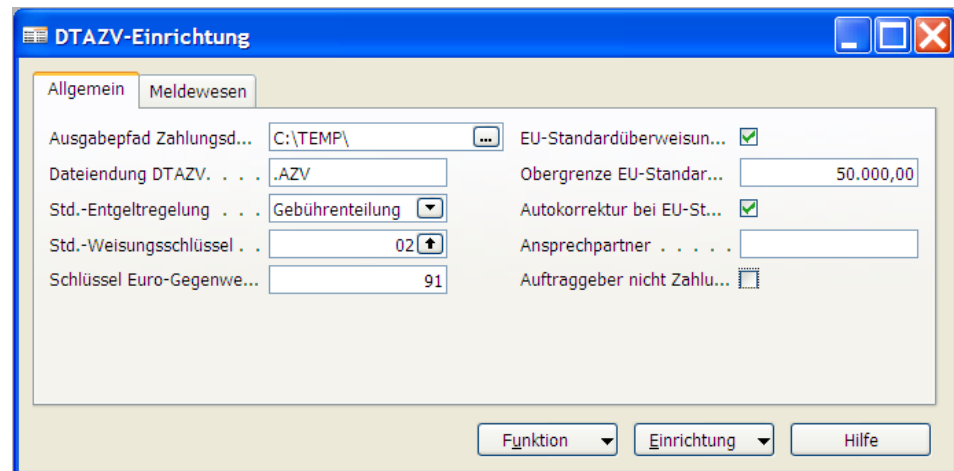 DTAZV-Einrichtung
Allgemein Meldewesen
Ausgabepfad Zahlungsd... C:\TEMP\ ...
Dateiendung DTAZV. . . . .AZV
Std.-Entgeltregelung . . . Gebührenteilung
Std.-Weisungsschlüssel . . 02
Schlüssel Euro-Gegenwe... 91
EU-Standardüberweisun...
Obergrenze EU-Standar... 50.000,00
Autokorrektur bei EU-St...
Ansprechpartner . . . . .
Auftraggeber nicht Zahlu...
Funktion Einrichtung Hilfe